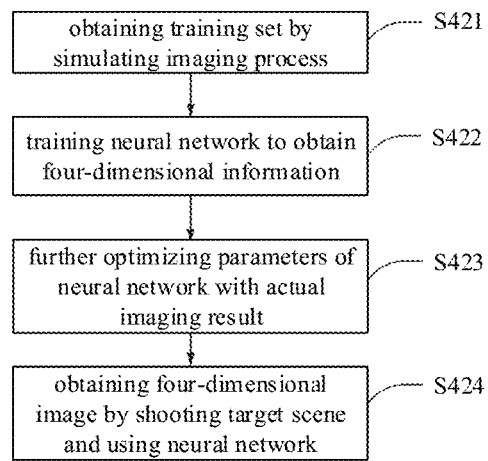 obtaining training set by
simulating imaging process
S421
training neural network to obtain
four-dimensional information
S422
further optimizing parameters of
neural network with actual
imaging result
S423
obtaining four-dimensional
image by shooting target scene
and using neural network
S424